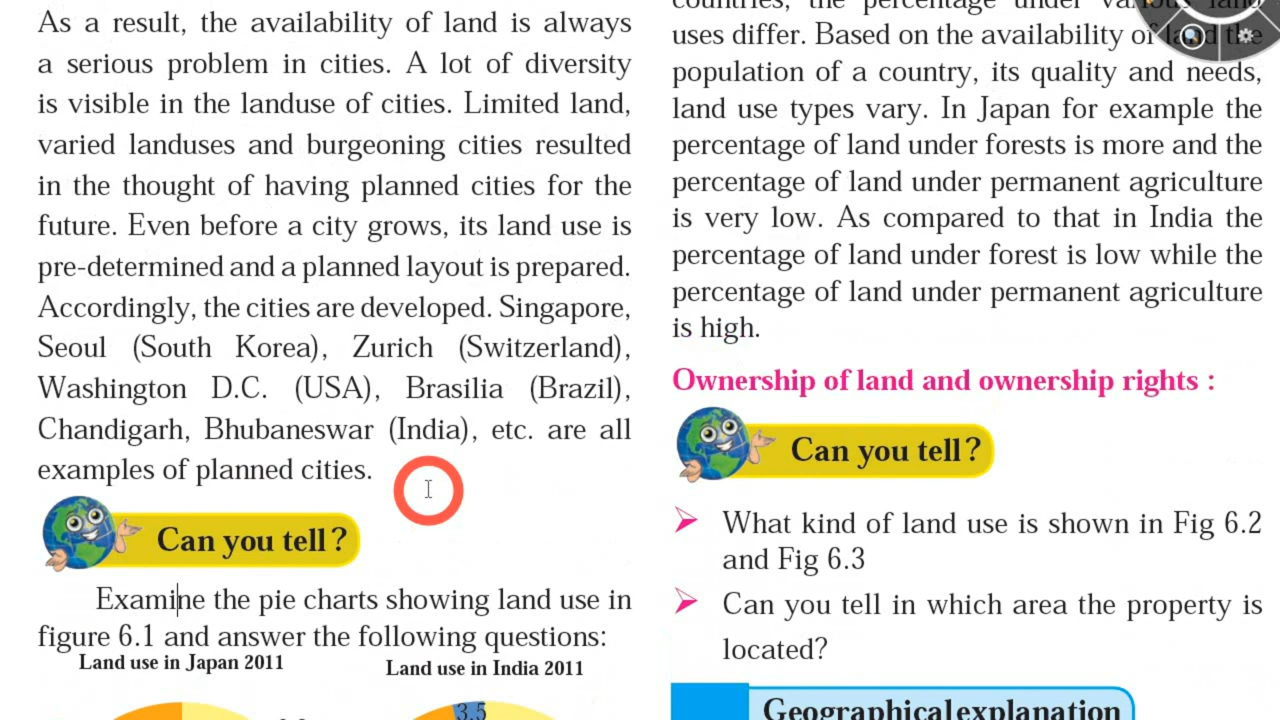 As a result, the availability of land is always
a serious problem in cities. A lot of diversity
is visible in the landuse of cities. Limited land,
varied landuses and burgeoning cities resulted
in the thought of having planned cities for the
future. Even before a city grows, its land use is
pre-determined and a planned layout is prepared.
Accordingly, the cities are developed. Singapore,
Seoul (South Korea), Zurich (Switzerland),
Washington D.C. (USA), Brasilia (Brazil),
Chandigarh, Bhubaneswar (India), etc. are all
examples of planned cities.
Can you tell?
Examine the pie charts showing land use in
figure 6.1 and answer the following questions:
Land use in Japan 2011
Land use in India 2011
3.5
countries, the percentage under various land
uses differ. Based on the availability of land the
population of a country, its quality and needs,
land use types vary. In Japan for example the
percentage of land under forests is more and the
percentage of land under permanent agriculture
is very low. As compared to that in India the
percentage of land under forest is low while the
percentage of land under permanent agriculture
is high.
Ownership of land and ownership rights :
Can you tell?
What kind of land use is shown in Fig 6.2
and Fig 6.3
Can you tell in which area the property is
located?
Geographical explanation